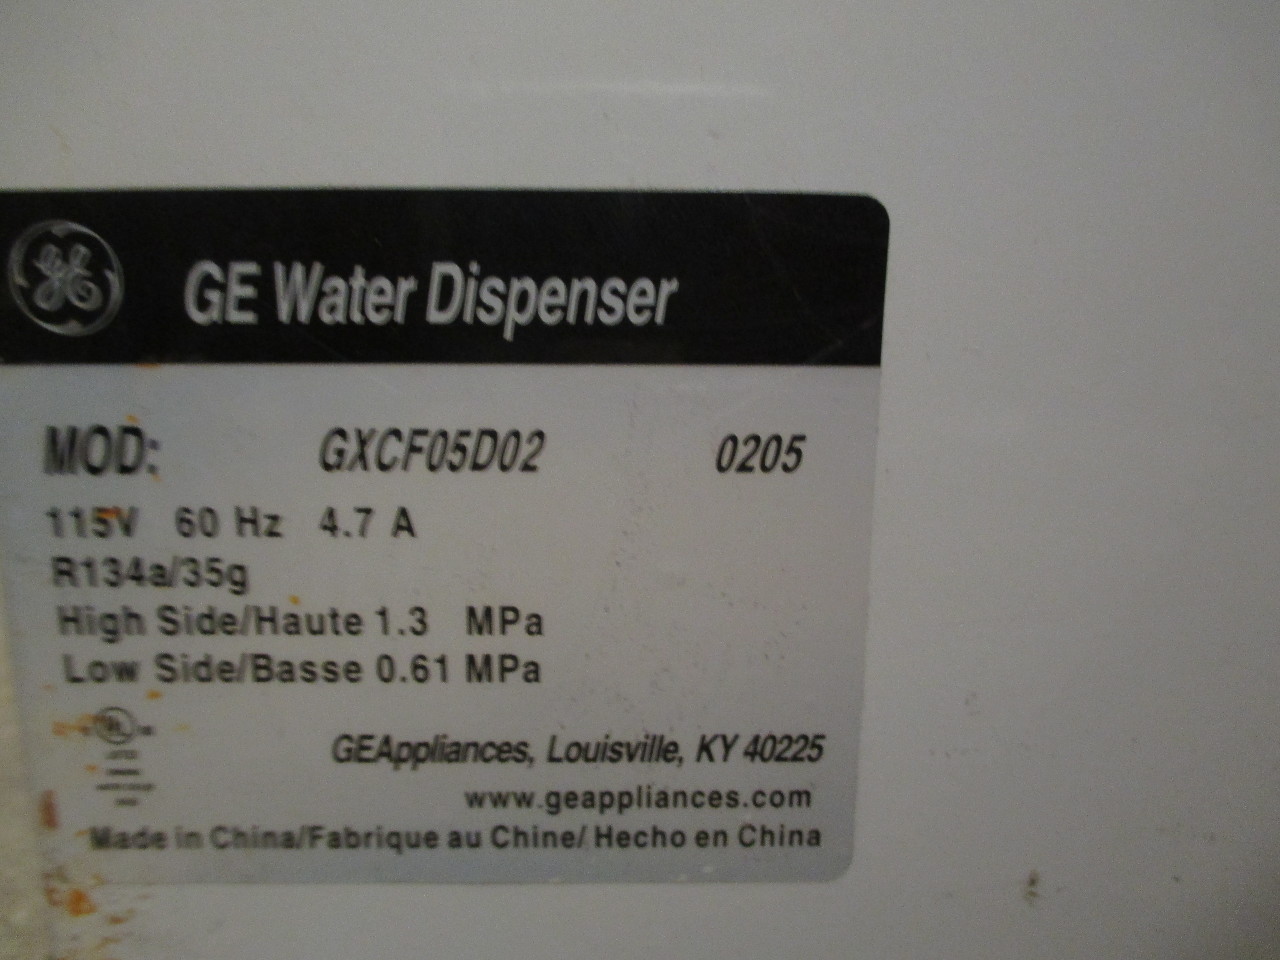 GE
GE Water Dispenser
MOD: GXCF05D02 0205
115V 60 Hz 4.7 A
R134a/35g
High Side/Haute 1.3 MPa
Low Side/Basse 0.61 MPa
UL
GEAppliances, Louisville, KY 40225
www.geappliances.com
Made in China/Fabrique au Chine/ Hecho en China